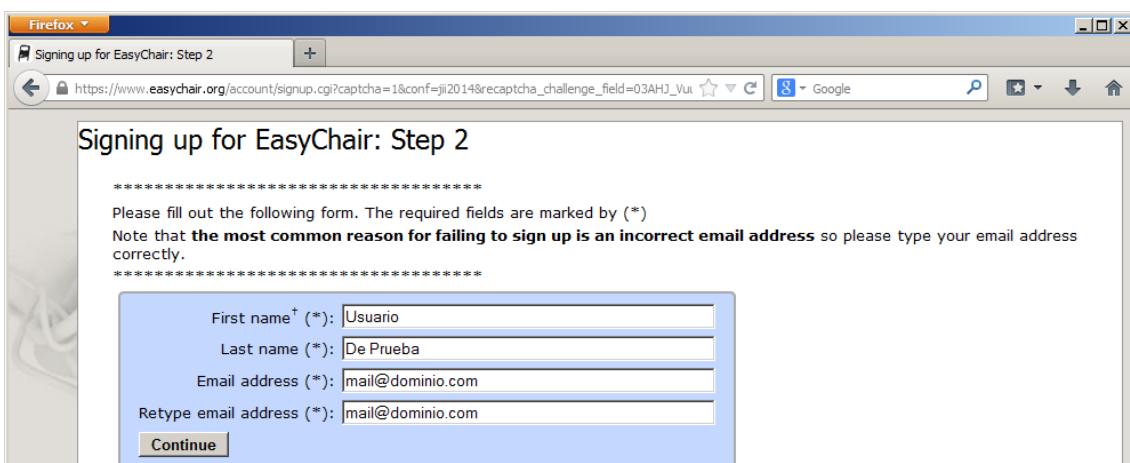 Firefox
Signing up for EasyChair: Step 2
https://www.easychair.org/account/signup.cgi?captcha=1&conf=jii2014&recaptcha_challenge_field=03AHJ_Vu
Google
Signing up for EasyChair: Step 2
************************************
Please fill out the following form. The required fields are marked by (*)
Note that the most common reason for failing to sign up is an incorrect email address so please type your email address
correctly.
************************************
First name† (*): Usuario
Last name (*): De Prueba
Email address (*): mail@dominio.com
Retype email address (*): mail@dominio.com
Continue